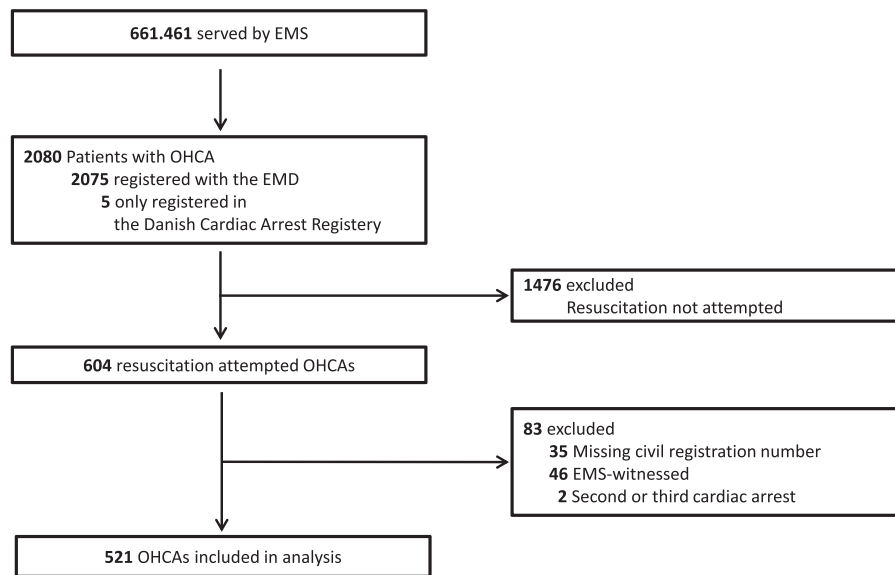 661.461 served by EMS
2080 Patients with OHCA
2075 registered with the EMD
5 only registered in
the Danish Cardiac Arrest Registery
1476 excluded
Resuscitation not attempted
604 resuscitation attempted OHCAs
83 excluded
35 Missing civil registration number
46 EMS-witnessed
2 Second or third cardiac arrest
521 OHCAs included in analysis